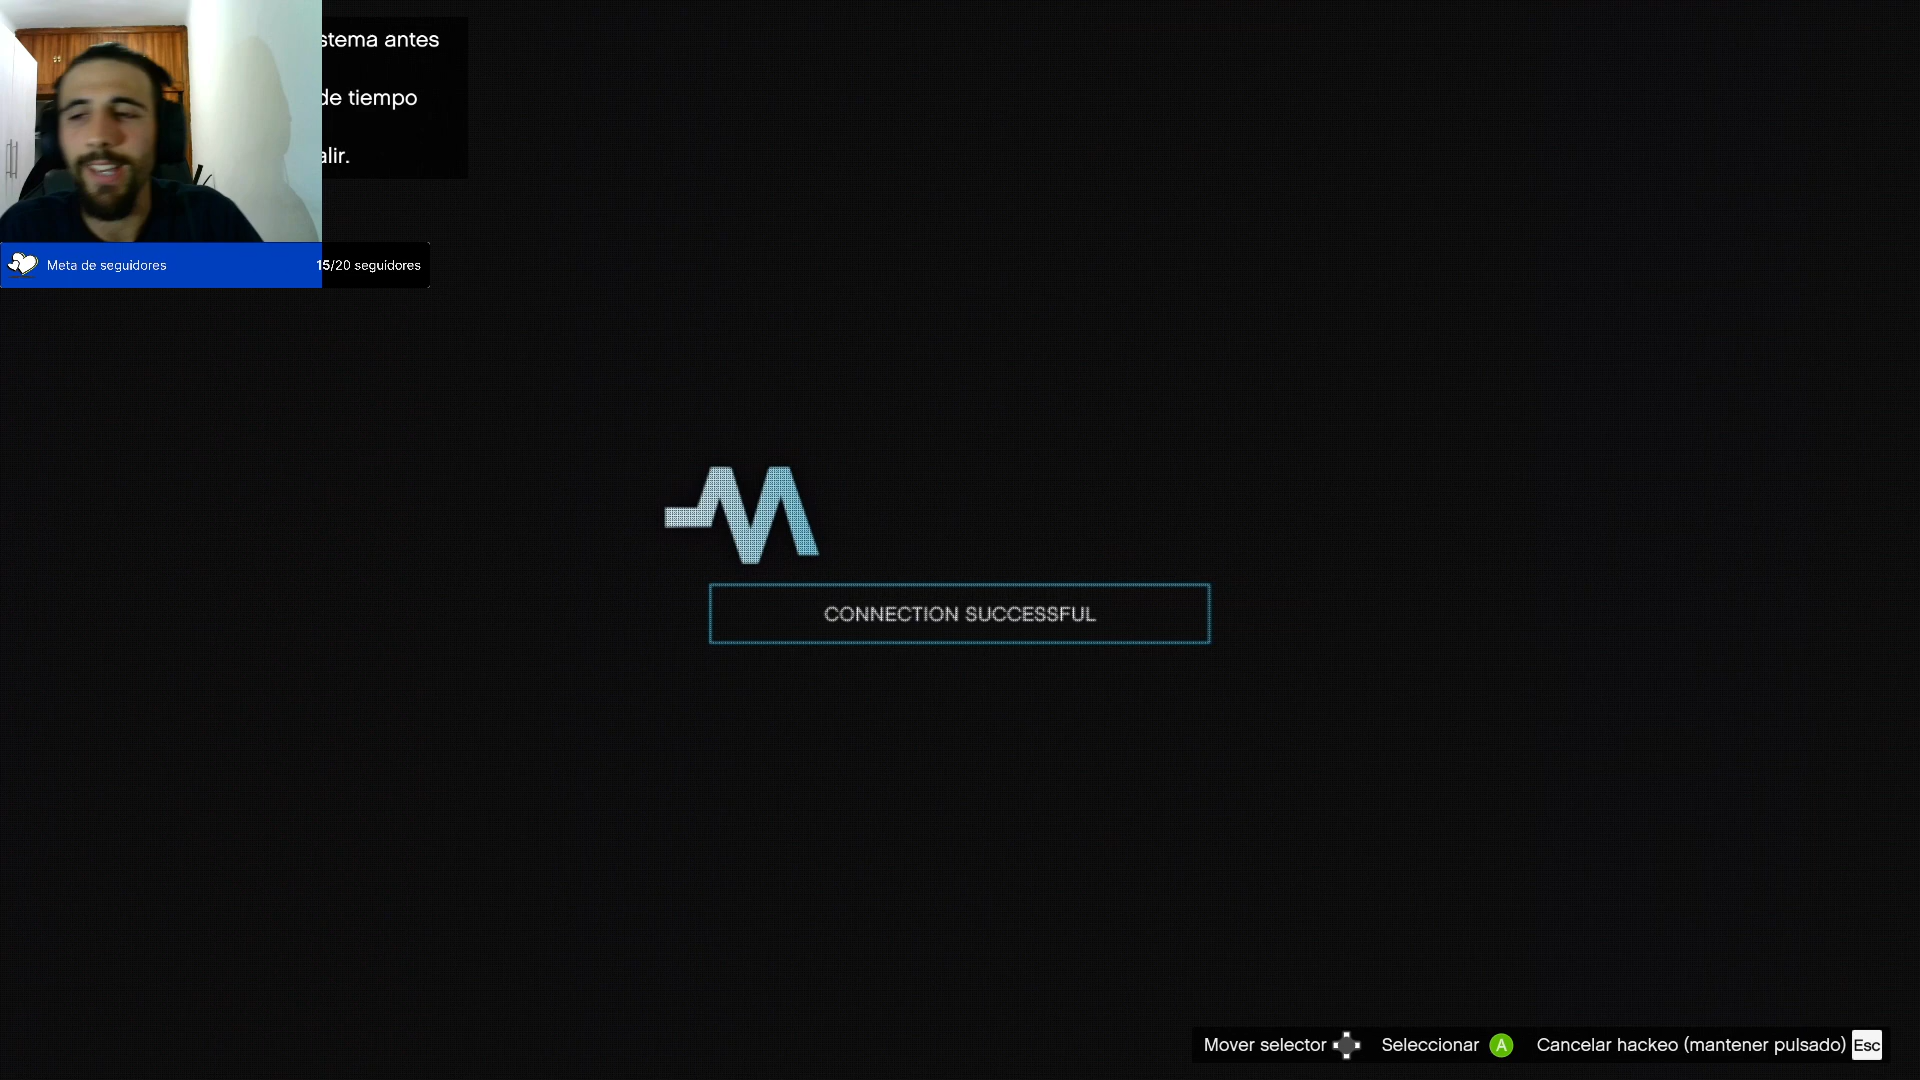 stema antes
de tiempo
alir.
Meta de seguidores
15/20 seguidores
CONNECTION SUCCESSFUL
Mover selector Seleccionar A Cancelar hackeo (mantener pulsado) Esc